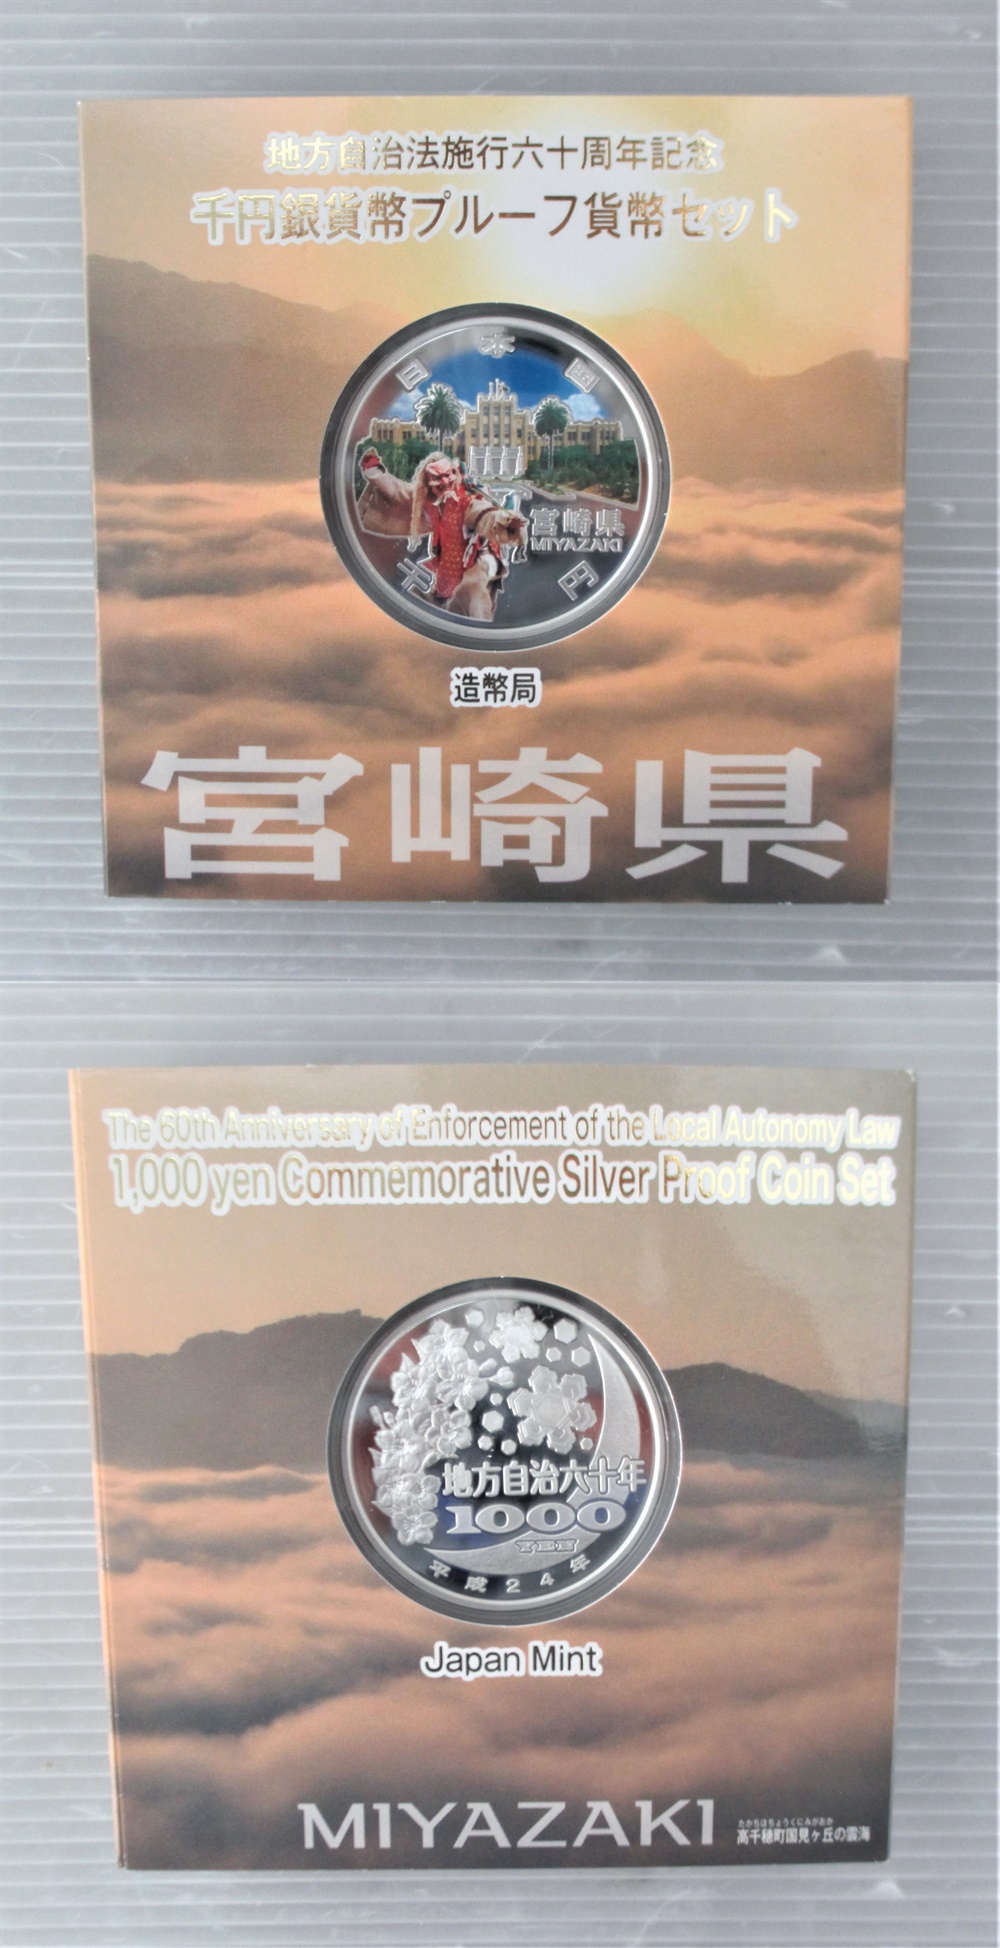 地方自治法施行六十周年記念
千円銀貨幣プルーフ貨幣セット
日本国
宮崎県
MIYAZAKI
千円
造幣局
宮崎県
The 60th Anniversary of Enforcement of the Local Autonomy Law
1,000 yen Commemorative Silver Proof Coin Set
地方自治六十年
1000
YEN
平成24年
Japan Mint
MIYAZAKI
たかちほちょうくにみがおか
高千穂町国見ヶ丘の雲海